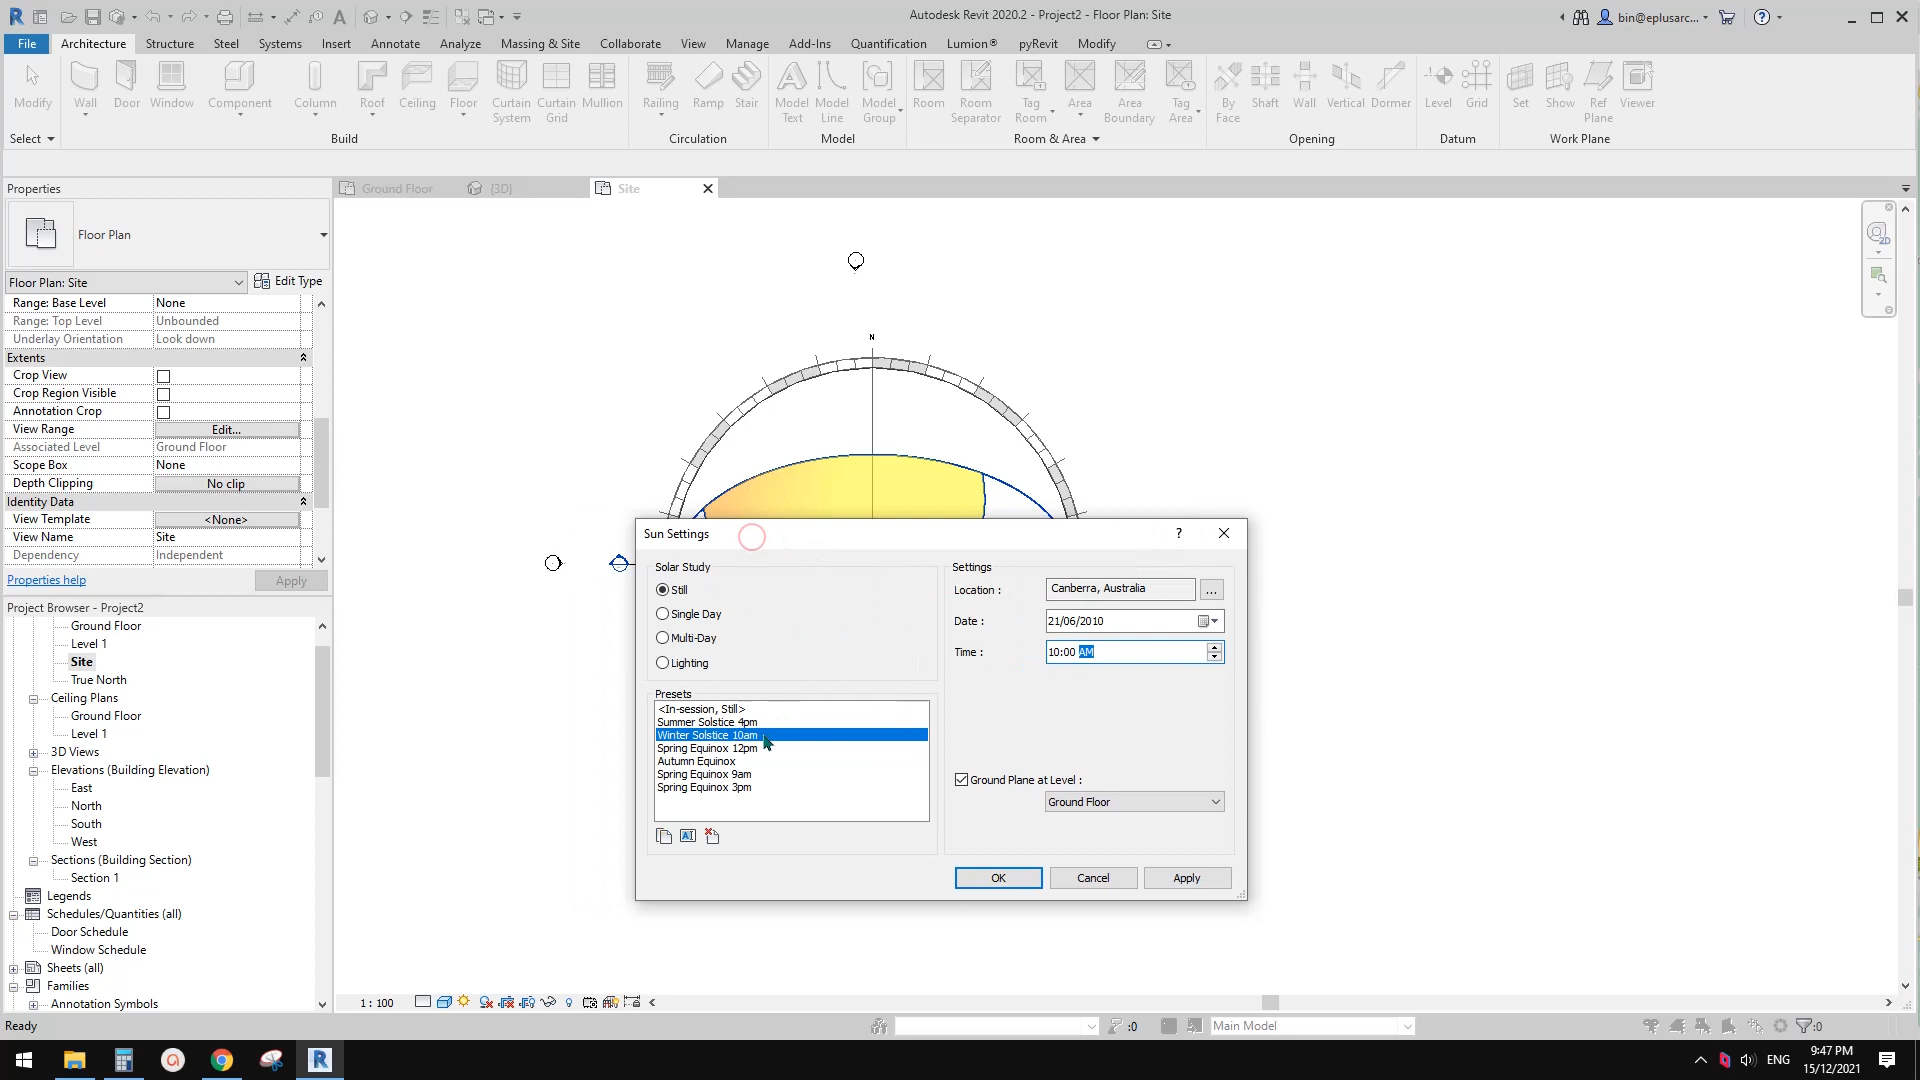 Autodesk Revit 2020.2 - Project2 - Floor Plan: Site
bin@eplusarc...
File Architecture Structure Steel Systems Insert Annotate Analyze Massing & Site Collaborate View Manage Add-Ins Quantification Lumion® pyRevit Modify
Modify Wall Door Window Component Column Roof Ceiling Floor Curtain System Curtain Grid Mullion Railing Ramp Stair Model Text Model Line Model Group Room Room Separator Tag Room Area Area Boundary Tag Area By Face Shaft Wall Vertical Dormer Level Grid Set Show Ref Plane Viewer
Select Build Circulation Model Room & Area Opening Datum Work Plane
Properties
Ground Floor {3D} Site
Floor Plan
Floor Plan: Site Edit Type
Range: Base Level None
Range: Top Level Unbounded
Underlay Orientation Look down
Extents
Crop View
Crop Region Visible
Annotation Crop
View Range Edit...
Associated Level Ground Floor
Scope Box None
Depth Clipping No clip
Identity Data
View Template <None>
View Name Site
Dependency Independent
Properties help Apply
Project Browser - Project2
Ground Floor
Level 1
Site
True North
Ceiling Plans
Ground Floor
Level 1
3D Views
Elevations (Building Elevation)
East
North
South
West
Sections (Building Section)
Section 1
Legends
Schedules/Quantities (all)
Door Schedule
Window Schedule
Sheets (all)
Families
Annotation Symbols
N
2D
Sun Settings ?
Solar Study
Still
Single Day
Multi-Day
Lighting
Presets
<In-session, Still>
Summer Solstice 4pm
Winter Solstice 10am
Spring Equinox 12pm
Autumn Equinox
Spring Equinox 9am
Spring Equinox 3pm
Settings
Location : Canberra, Australia ...
Date : 21/06/2010
Time : 10:00 AM
Ground Plane at Level :
Ground Floor
OK Cancel Apply
1 : 100
Ready :0 Main Model :0
ENG
9:47 PM
15/12/2021